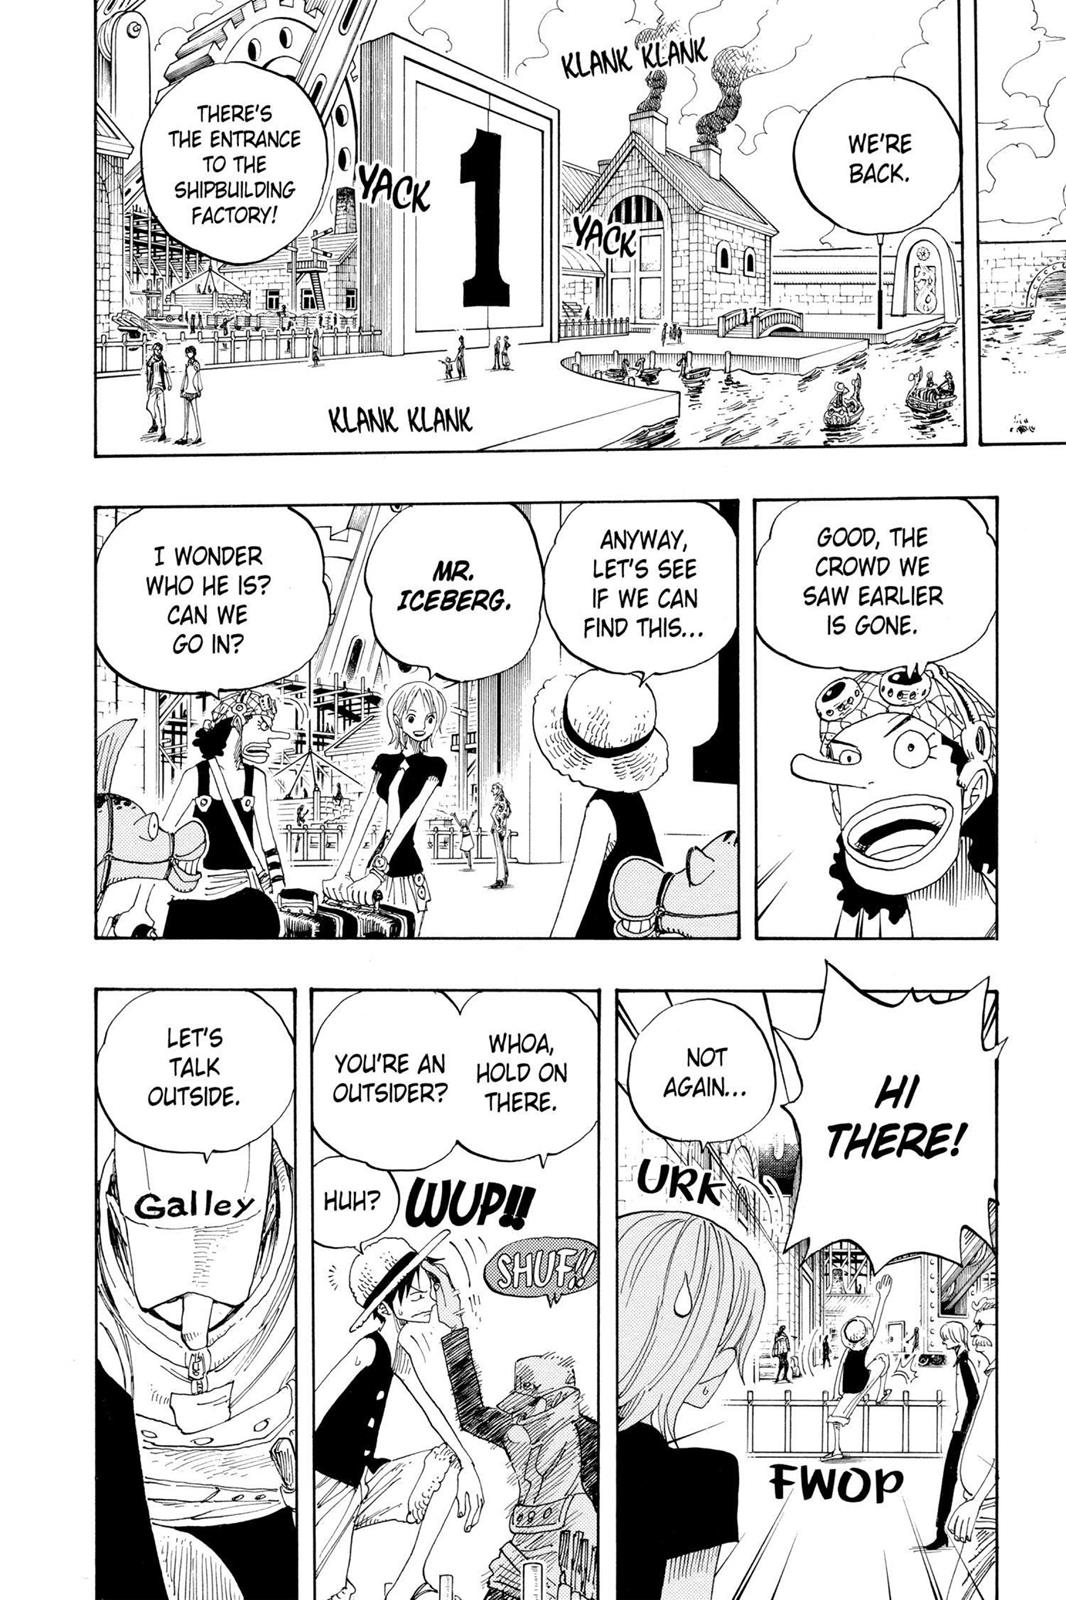 WE'RE
BACK.
KLANK KLANK
THERE'S
THE ENTRANCE
TO THE
SHIPBUILDING
FACTORY!
YACK
1
YACK
KLANK KLANK
GOOD, THE
CROWD WE
SAW EARLIER
IS GONE.
ANYWAY,
LET'S SEE
IF WE CAN
FIND THIS...
MR.
ICEBERG.
I WONDER
WHO HE IS?
CAN WE
GO IN?
HI
THERE!
NOT
AGAIN...
URK
FWOP
WHOA,
HOLD ON
THERE.
YOU'RE AN
OUTSIDER?
HUH?
WUP!!
SHUF!!
LET'S
TALK
OUTSIDE.
Galley